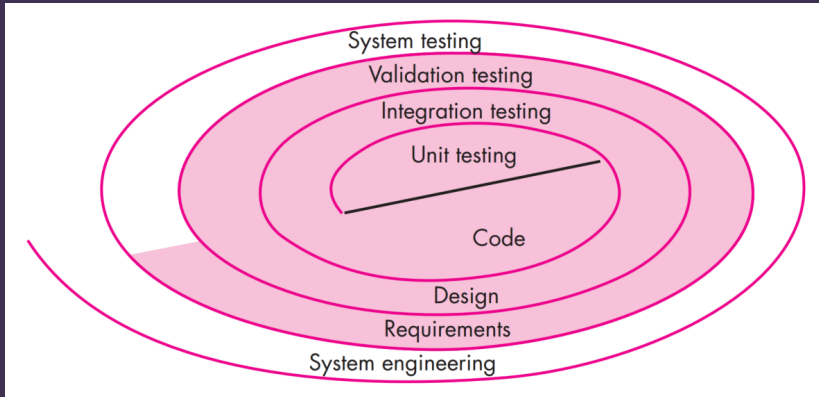 System testing
Validation testing
Integration testing
Unit testing
Code
Design
Requirements
System engineering